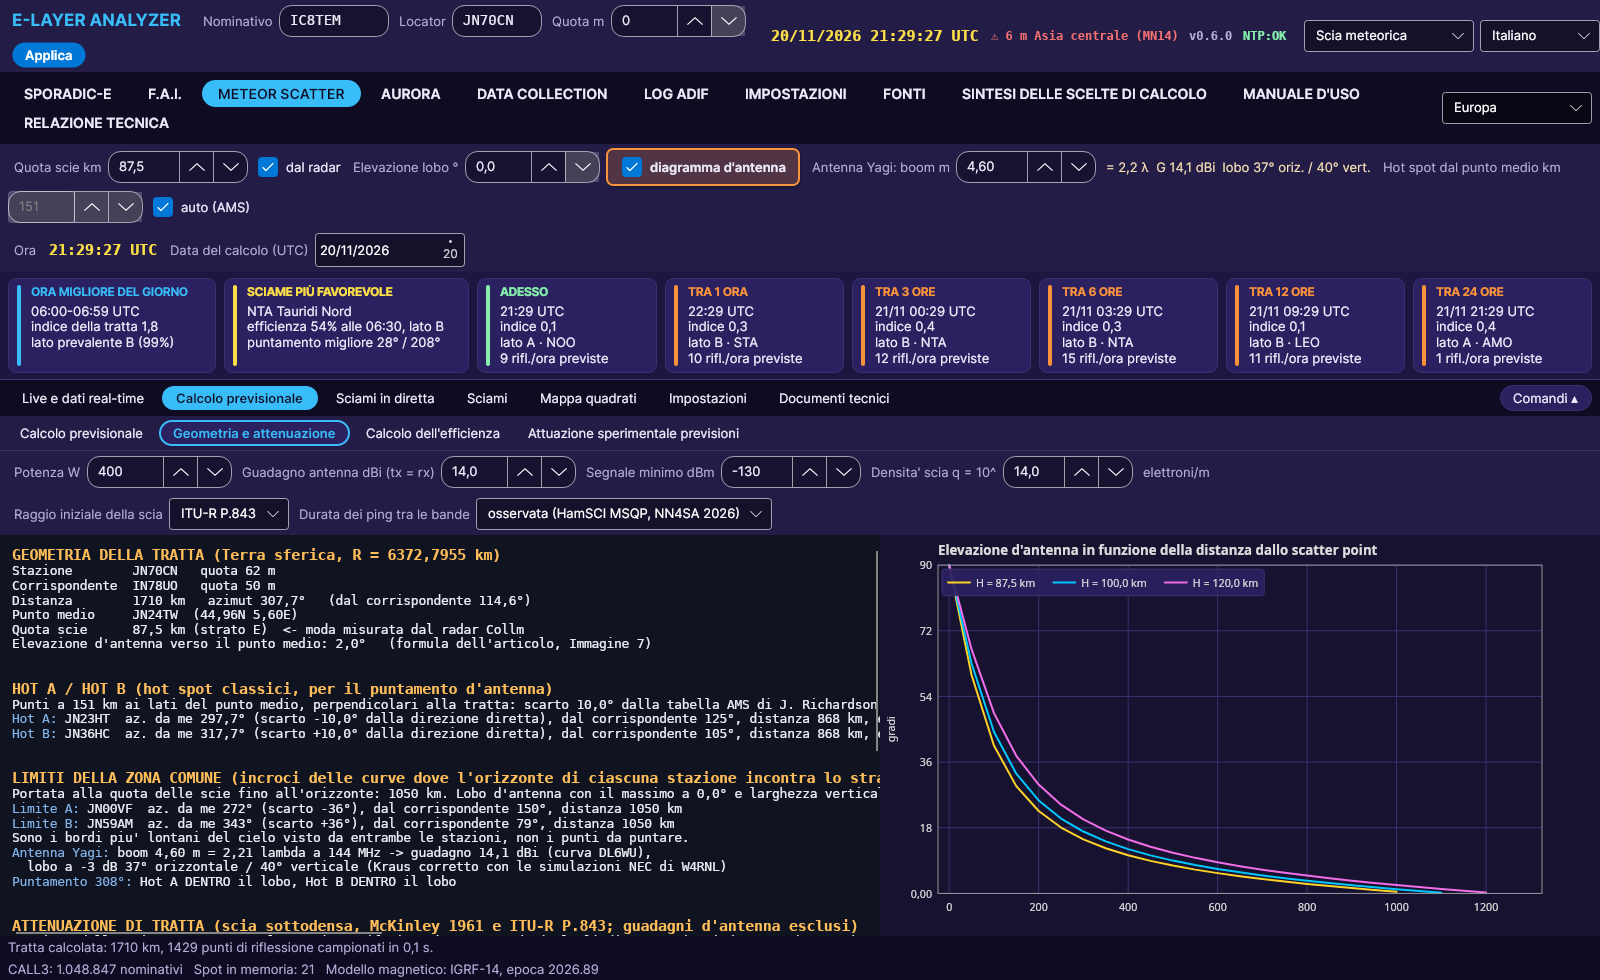 E-LAYER ANALYZER Nominativo IC8TEM Locator JN70CN Quota m 0
20/11/2026 21:29:27 UTC ⚠ 6 m Asia centrale (MN14) v0.6.0 NTP:OK Scia meteorica Italiano
Applica
SPORADIC-E F.A.I. METEOR SCATTER AURORA DATA COLLECTION LOG ADIF IMPOSTAZIONI FONTI SINTESI DELLE SCELTE DI CALCOLO MANUALE D'USO
RELAZIONE TECNICA
Europa
Quota scie km 87,5 dal radar Elevazione lobo ° 0,0 diagramma d'antenna Antenna Yagi: boom m 4,60 = 2,2 λ G 14,1 dBi lobo 37° oriz. / 40° vert. Hot spot dal punto medio km
151 auto (AMS)
Ora 21:29:27 UTC Data del calcolo (UTC) 20/11/2026 20
ORA MIGLIORE DEL GIORNO
06:00-06:59 UTC
indice della tratta 1,8
lato prevalente B (99%)
SCIAME PIÙ FAVOREVOLE
NTA Tauridi Nord
efficienza 54% alle 06:30, lato B
puntamento migliore 28° / 208°
ADESSO
21:29 UTC
indice 0,1
lato A · NOO
9 rifl./ora previste
TRA 1 ORA
22:29 UTC
indice 0,3
lato B · STA
10 rifl./ora previste
TRA 3 ORE
21/11 00:29 UTC
indice 0,4
lato B · NTA
12 rifl./ora previste
TRA 6 ORE
21/11 03:29 UTC
indice 0,3
lato B · NTA
15 rifl./ora previste
TRA 12 ORE
21/11 09:29 UTC
indice 0,1
lato B · LEO
11 rifl./ora previste
TRA 24 ORE
21/11 21:29 UTC
indice 0,4
lato A · AMO
1 rifl./ora previste
Live e dati real-time Calcolo previsionale Sciami in diretta Sciami Mappa quadrati Impostazioni Documenti tecnici Comandi ▴
Calcolo previsionale Geometria e attenuazione Calcolo dell'efficienza Attuazione sperimentale previsioni
Potenza W 400 Guadagno antenna dBi (tx = rx) 14,0 Segnale minimo dBm -130 Densita' scia q = 10^ 14,0 elettroni/m
Raggio iniziale della scia ITU-R P.843 Durata dei ping tra le bande osservata (HamSCI MSQP, NN4SA 2026)
GEOMETRIA DELLA TRATTA (Terra sferica, R = 6372,7955 km)
Stazione JN70CN quota 62 m
Corrispondente IN78UO quota 50 m
Distanza 1710 km azimut 307,7° (dal corrispondente 114,6°)
Punto medio JN24TW (44,96N 5,60E)
Quota scie 87,5 km (strato E) <- moda misurata dal radar Collm
Elevazione d'antenna verso il punto medio: 2,0° (formula dell'articolo, Immagine 7)
HOT A / HOT B (hot spot classici, per il puntamento d'antenna)
Punti a 151 km ai lati del punto medio, perpendicolari alla tratta: scarto 10,0° dalla tabella AMS di J. Richardson
Hot A: JN23HT az. da me 297,7° (scarto -10,0° dalla direzione diretta), dal corrispondente 125°, distanza 868 km,
Hot B: JN36HC az. da me 317,7° (scarto +10,0° dalla direzione diretta), dal corrispondente 105°, distanza 868 km,
LIMITI DELLA ZONA COMUNE (incroci delle curve dove l'orizzonte di ciascuna stazione incontra lo stra
Portata alla quota delle scie fino all'orizzonte: 1050 km. Lobo d'antenna con il massimo a 0,0° e larghezza vertical
Limite A: JN00VF az. da me 272° (scarto -36°), dal corrispondente 150°, distanza 1050 km
Limite B: JN59AM az. da me 343° (scarto +36°), dal corrispondente 79°, distanza 1050 km
Sono i bordi piu' lontani del cielo visto da entrambe le stazioni, non i punti da puntare.
Antenna Yagi: boom 4,60 m = 2,21 lambda a 144 MHz -> guadagno 14,1 dBi (curva DL6WU),
lobo a -3 dB 37° orizzontale / 40° verticale (Kraus corretto con le simulazioni NEC di W4RNL)
Puntamento 308°: Hot A DENTRO il lobo, Hot B DENTRO il lobo
ATTENUAZIONE DI TRATTA (scia sottodensa, McKinley 1961 e ITU-R P.843; guadagni d'antenna esclusi)
Elevazione d'antenna in funzione della distanza dallo scatter point
H = 87,5 km H = 100,0 km H = 120,0 km
90
72
54
36
18
0,00
gradi
0 200 400 600 800 1000 1200
Tratta calcolata: 1710 km, 1429 punti di riflessione campionati in 0,1 s.
CALL3: 1.048.847 nominativi Spot in memoria: 21 Modello magnetico: IGRF-14, epoca 2026.89